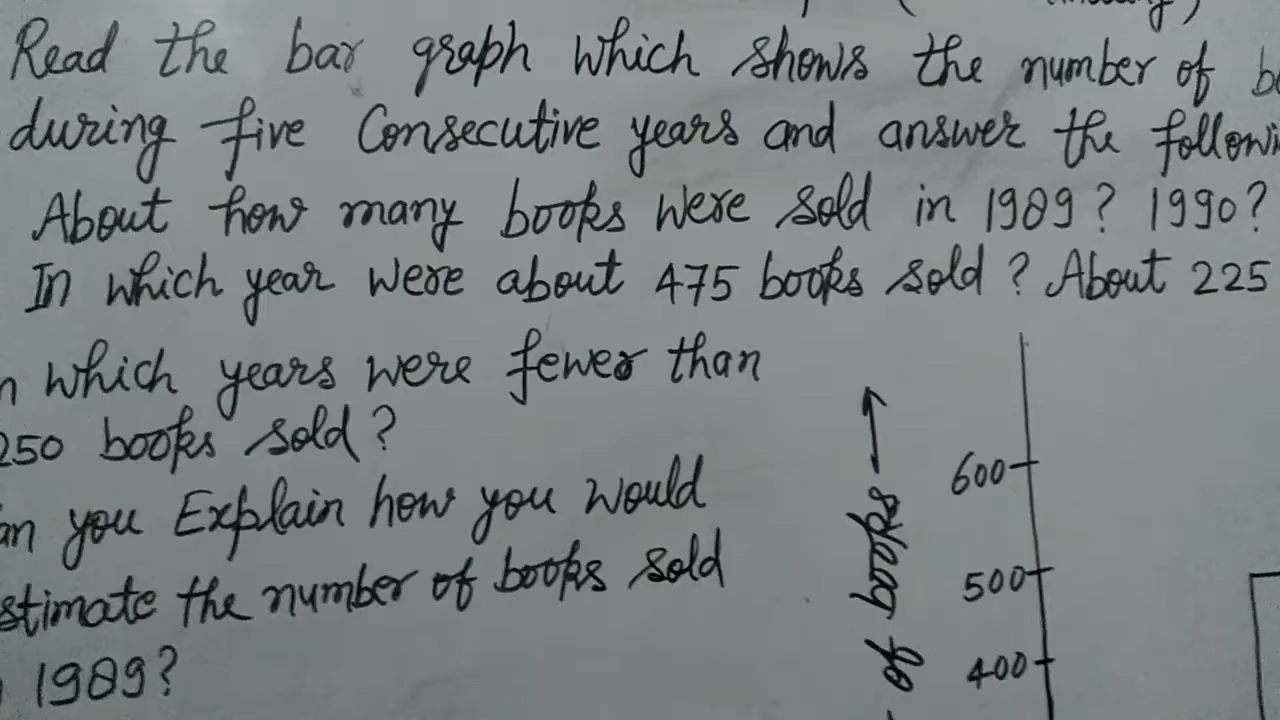 Read the bar graph which shows the number of
during five Consecutive years and answer the
About how many books were sold in 1989? 1990?
In which year were about 475 books sold? About 225
which years were fewer than
250 books sold?
you Explain how you would
stimate the number of books sold
1989?
of books
600
500
400